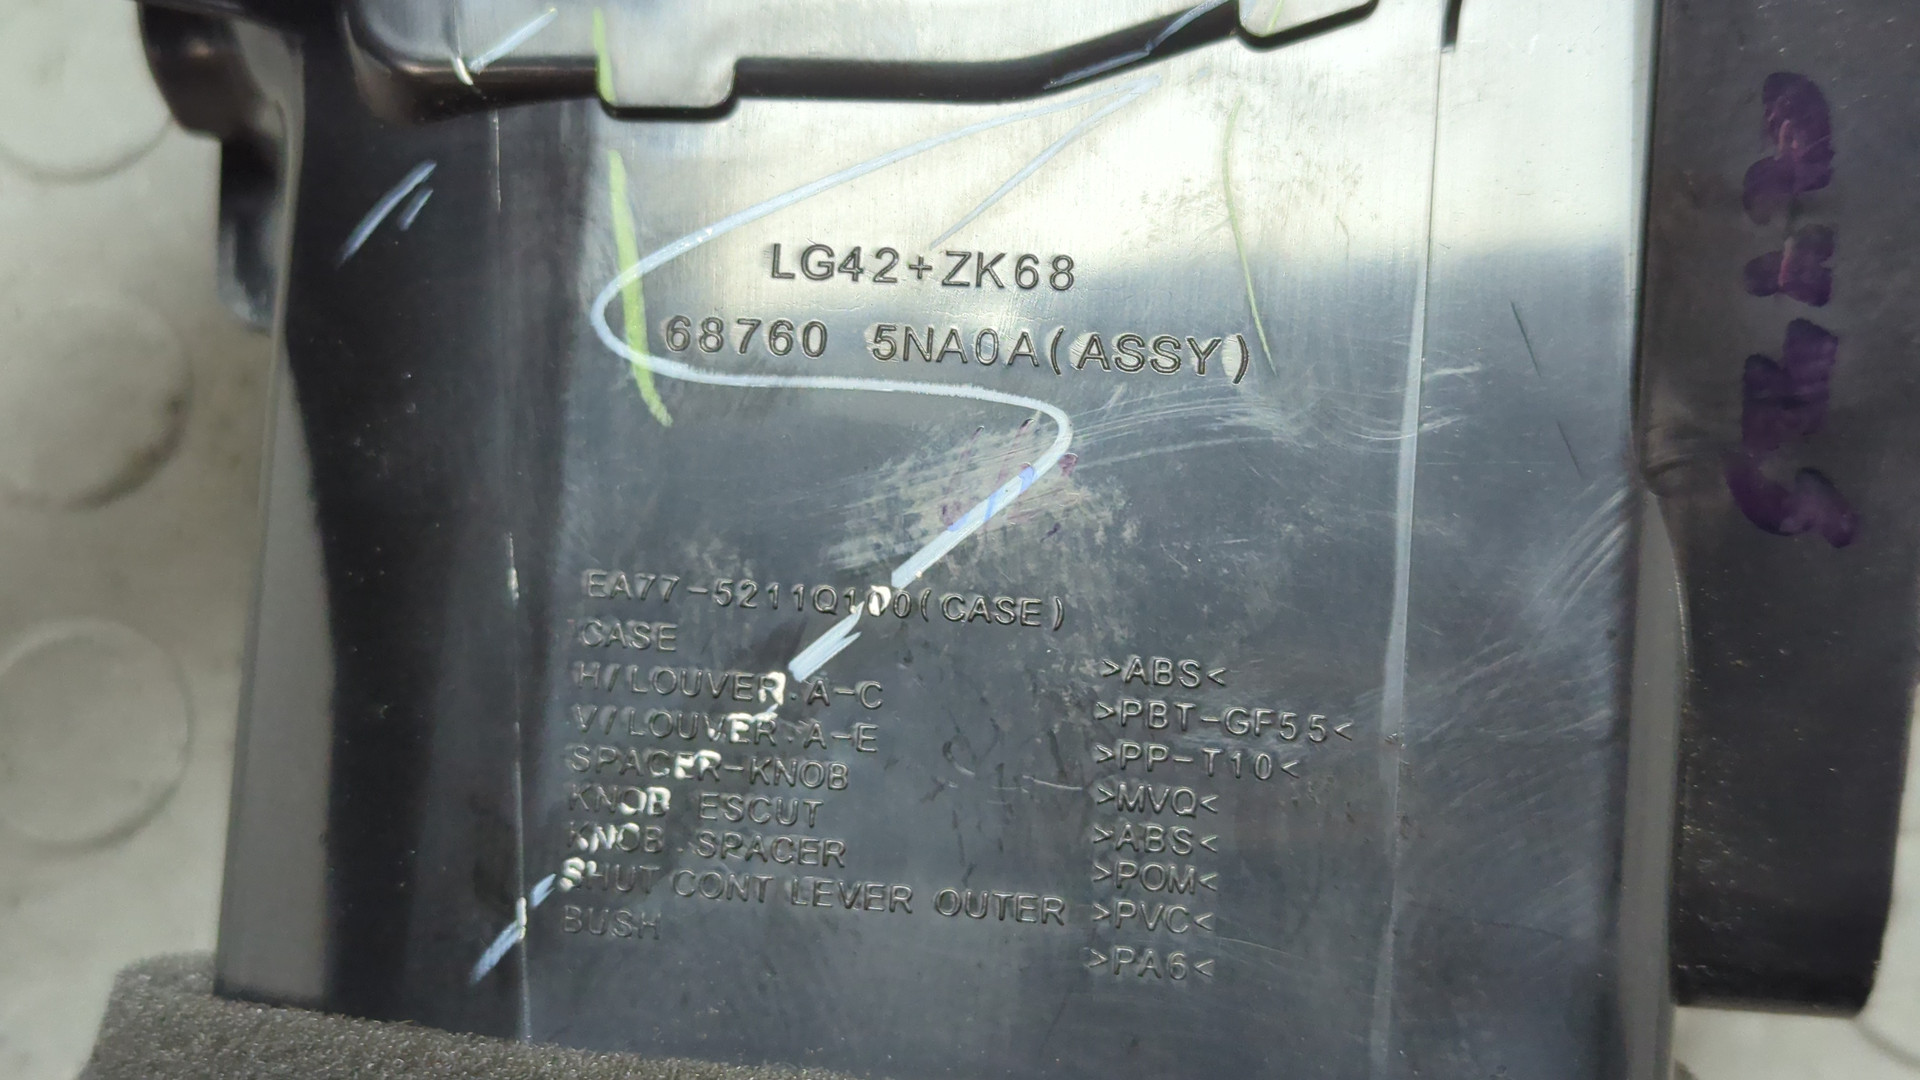 LG42+ZK68
68760 5NA0A(ASSY)
EA77-5211Q100(CASE)
CASE >ABS<
H/LOUVER A-C >PBT-GF55<
V/LOUVER A-E >PP-T10<
SPACER-KNOB >MVQ<
KNOB ESCUT >ABS<
KNOB SPACER >POM<
SHUT CONT LEVER OUTER >PVC<
BUSH >PA6<